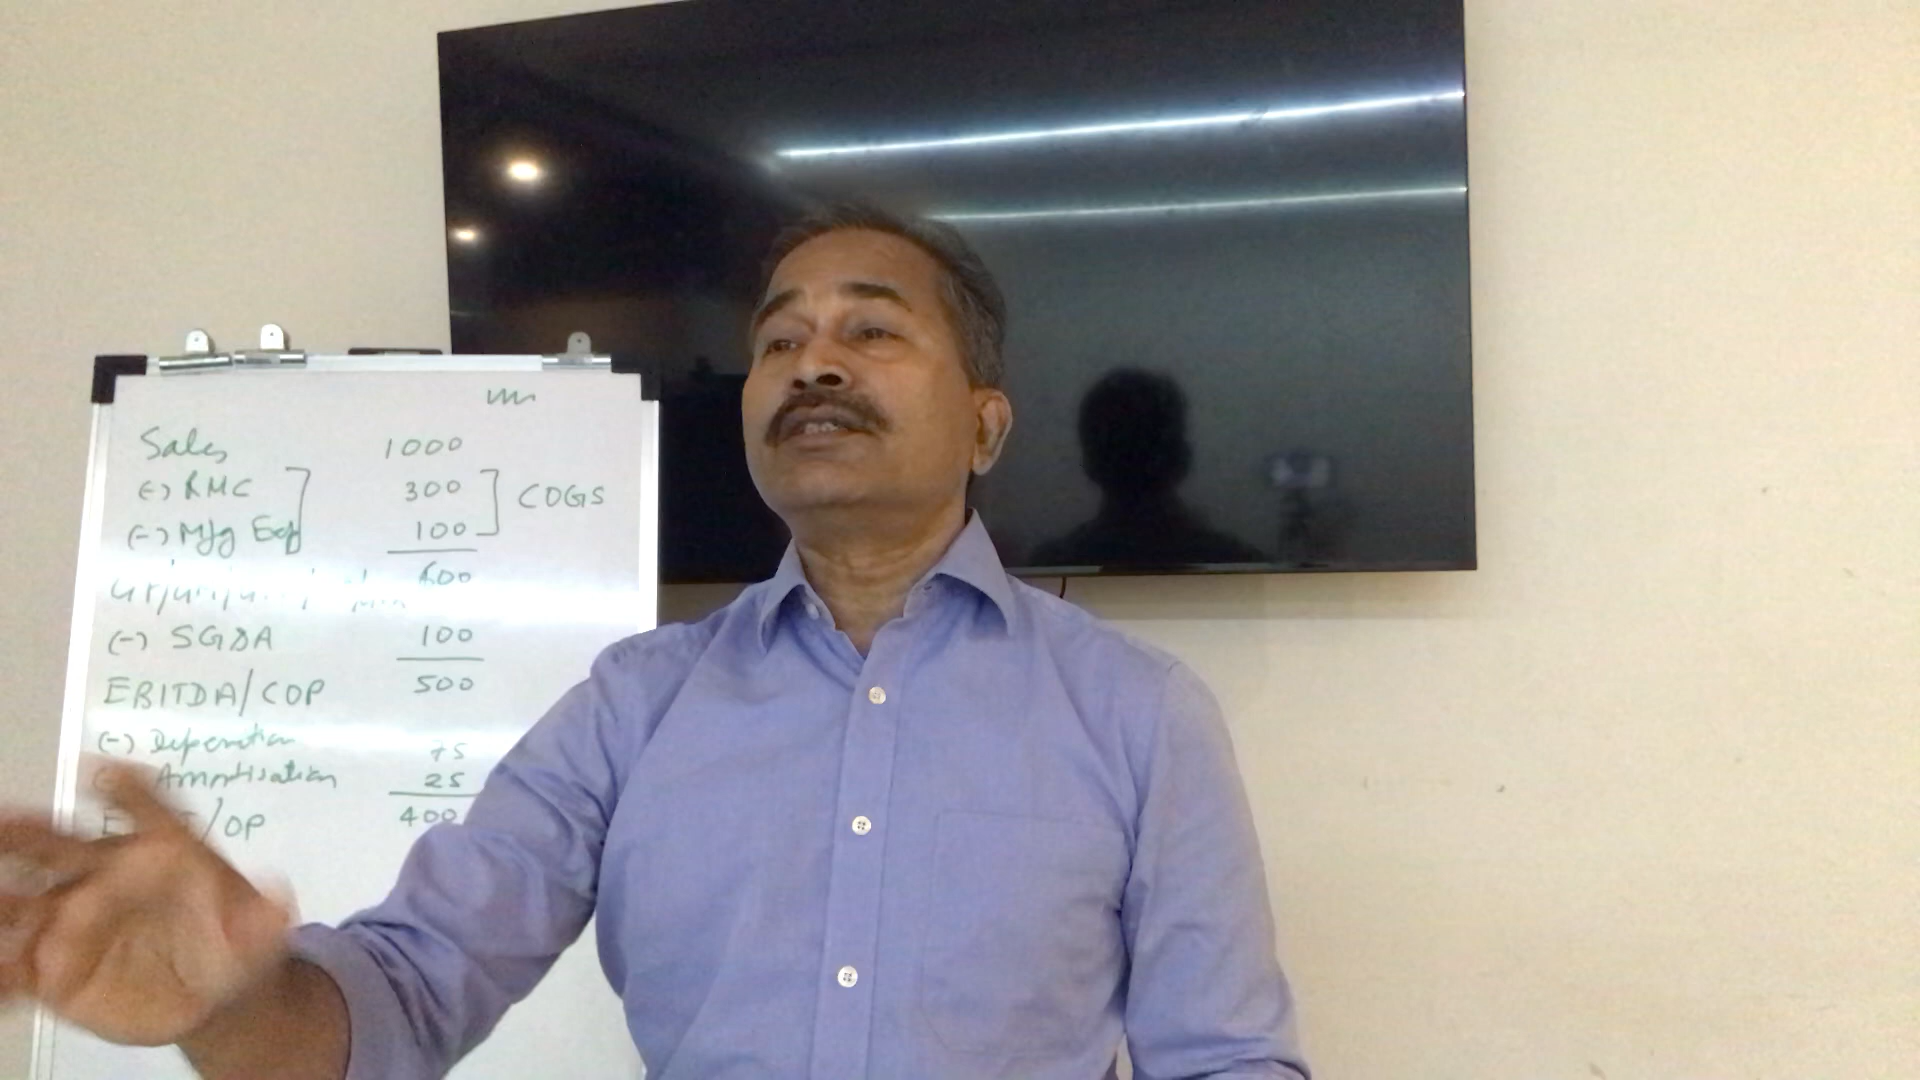 Sales 1000
(-) RMC 300 COGS
(-) Mfg Exp 100
600
(-) SG&A 100
EBITDA/COP 500
(-) Deperation 75
Amortisation 25
/OP 400